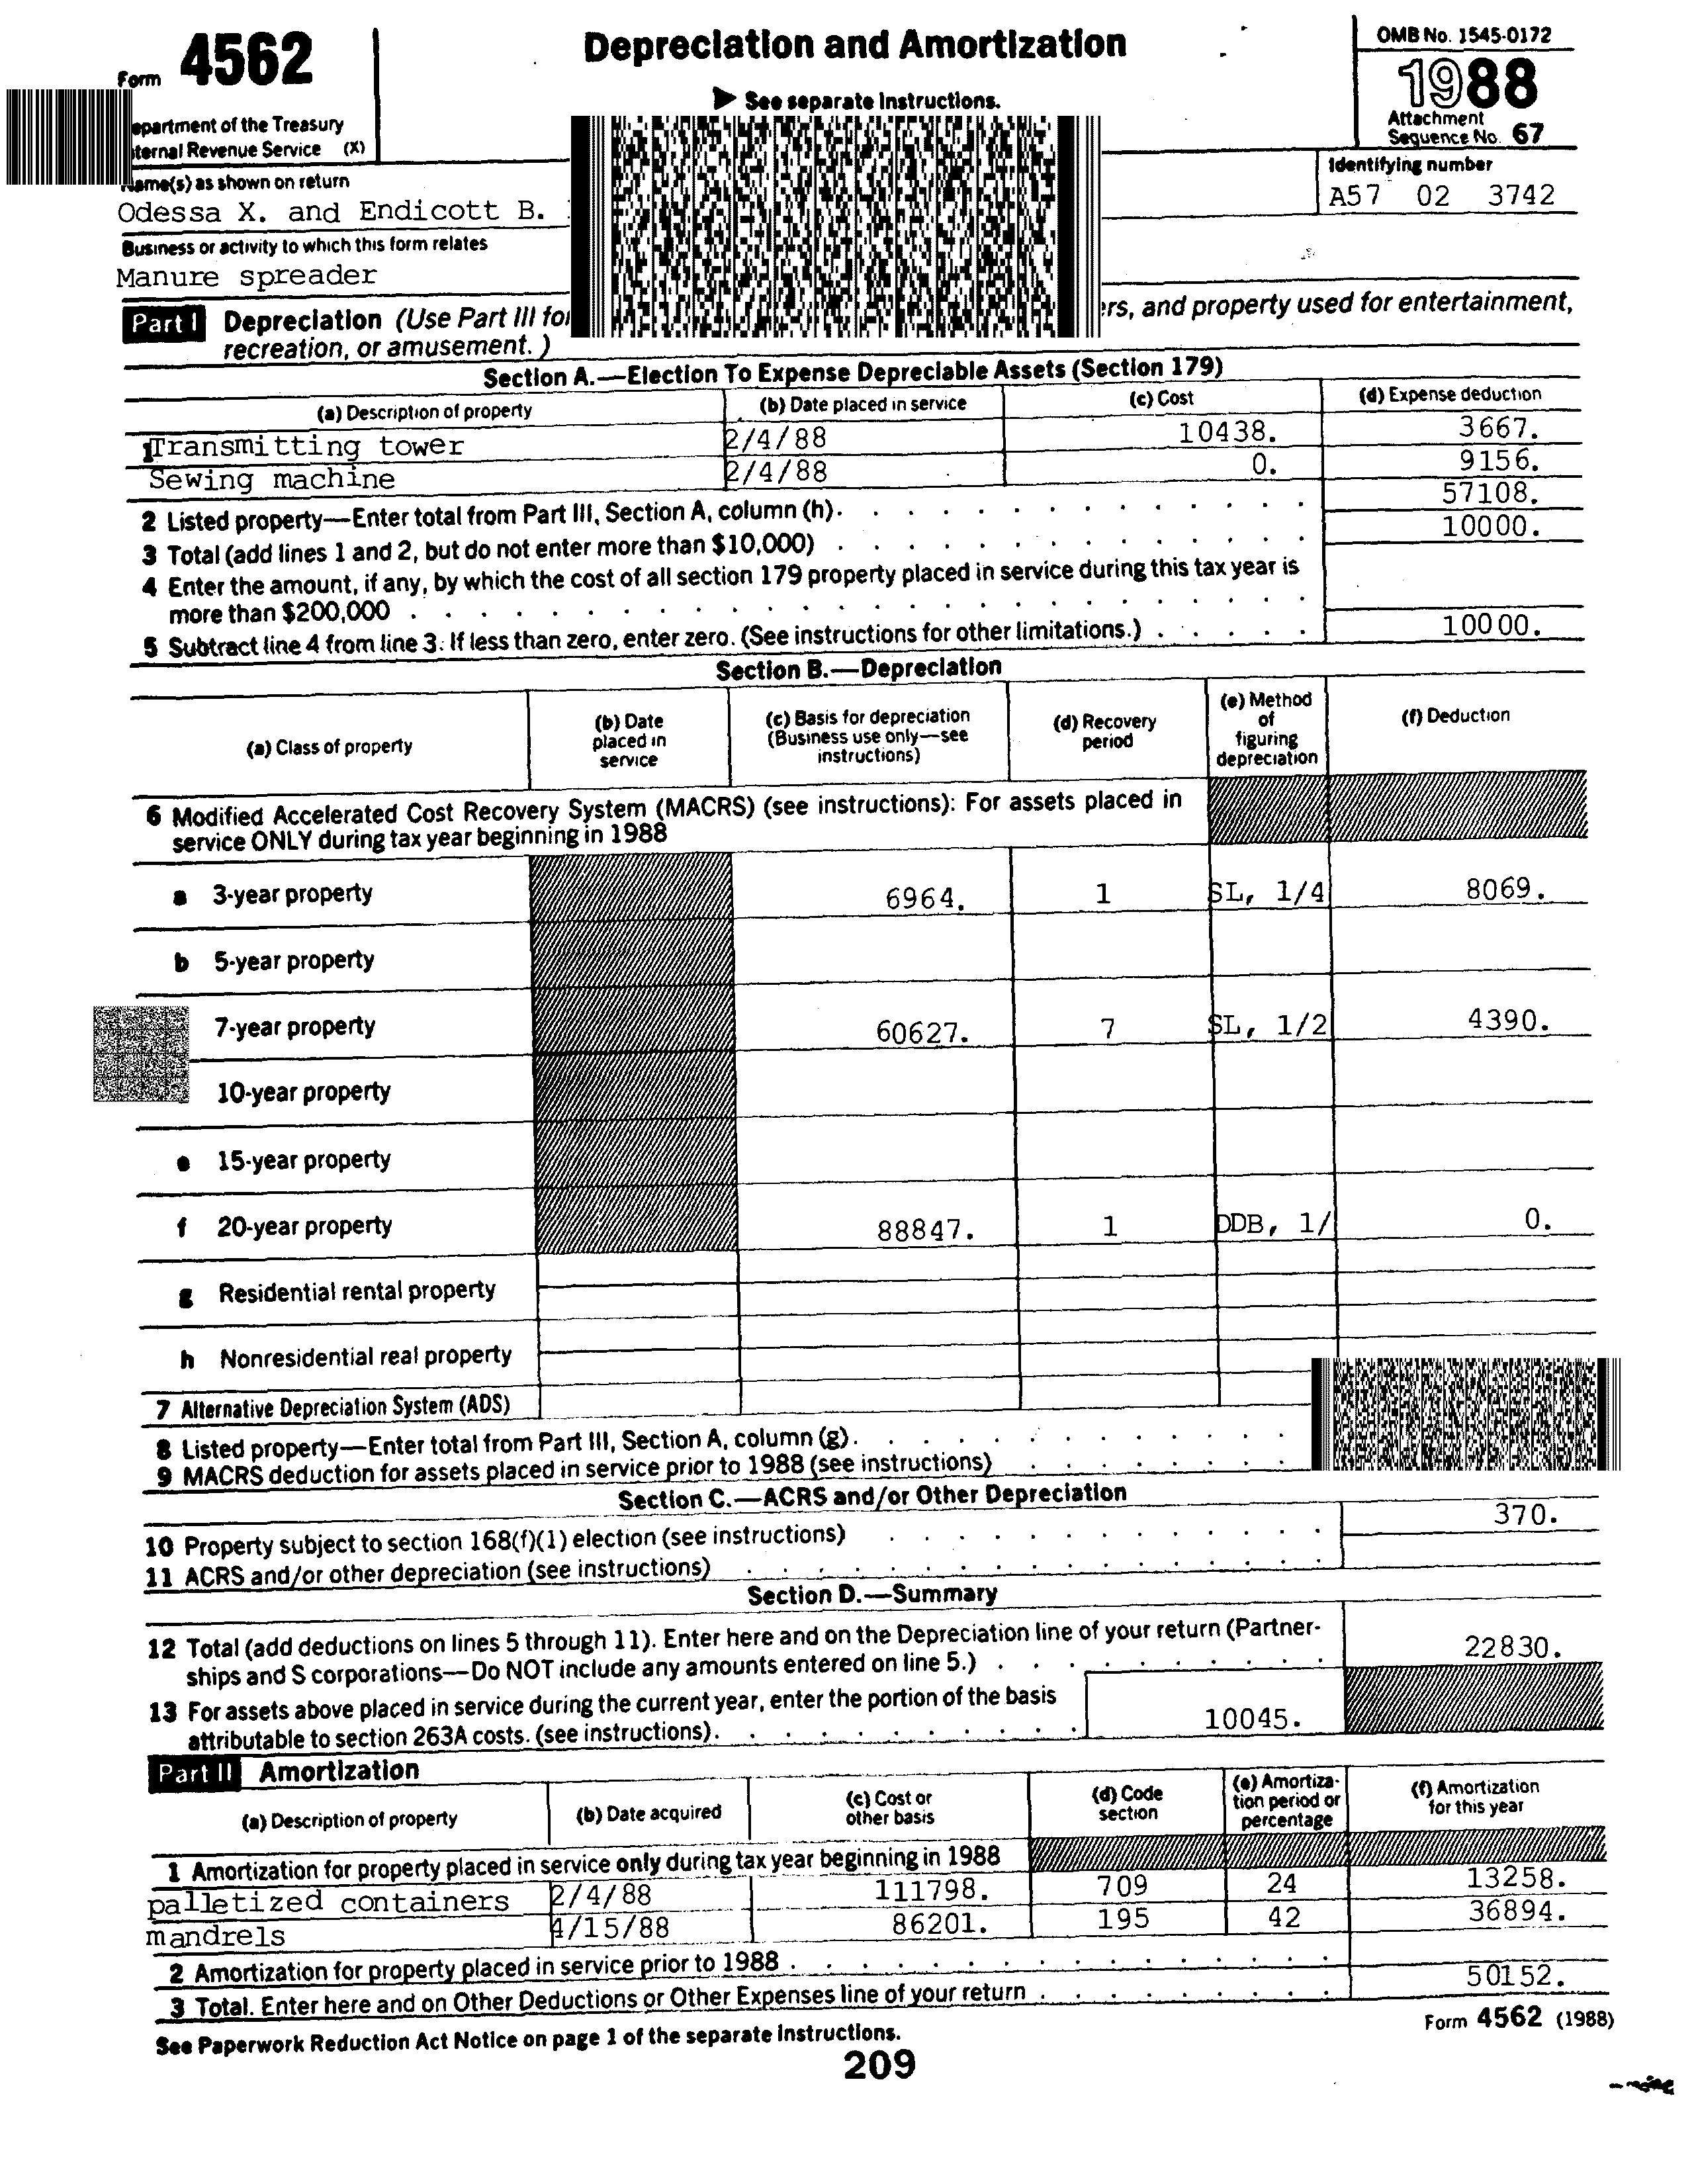 Form 4562
Depreciation and Amortization
▶ See separate Instructions.
OMB No. 1545-0172
1988
Attachment
Sequence No. 67
Department of the Treasury
Internal Revenue Service (X)
Name(s) as shown on return
Identifying number
Odessa X. and Endicott B.
A57 02 3742
Business or activity to which this form relates
Manure spreader
Part I Depreciation (Use Part III for
ers, and property used for entertainment,
recreation, or amusement.)
Section A.—Election To Expense Depreciable Assets (Section 179)
(a) Description of property (b) Date placed in service (c) Cost (d) Expense deduction
1 Transmitting tower 2/4/88 10438. 3667.
Sewing machine 2/4/88 0. 9156.
2 Listed property—Enter total from Part III, Section A, column (h). 57108.
3 Total (add lines 1 and 2, but do not enter more than $10,000) 10000.
4 Enter the amount, if any, by which the cost of all section 179 property placed in service during this tax year is
more than $200,000
5 Subtract line 4 from line 3. If less than zero, enter zero. (See instructions for other limitations.) 10000.
Section B.—Depreciation
(a) Class of property
(b) Date
placed in
service
(c) Basis for depreciation
(Business use only—see
instructions)
(d) Recovery
period
(e) Method
of
figuring
depreciation
(f) Deduction
6 Modified Accelerated Cost Recovery System (MACRS) (see instructions): For assets placed in
service ONLY during tax year beginning in 1988
a 3-year property 6964. 1 SL, 1/4 8069.
b 5-year property
7-year property 60627. 7 SL, 1/2 4390.
10-year property
e 15-year property
f 20-year property 88847. 1 DDB, 1/ 0.
g Residential rental property
h Nonresidential real property
7 Alternative Depreciation System (ADS)
8 Listed property—Enter total from Part III, Section A, column (g).
9 MACRS deduction for assets placed in service prior to 1988 (see instructions)
Section C.—ACRS and/or Other Depreciation
10 Property subject to section 168(f)(1) election (see instructions) 370.
11 ACRS and/or other depreciation (see instructions)
Section D.—Summary
12 Total (add deductions on lines 5 through 11). Enter here and on the Depreciation line of your return (Partner-
ships and S corporations—Do NOT include any amounts entered on line 5.) 22830.
13 For assets above placed in service during the current year, enter the portion of the basis
attributable to section 263A costs. (see instructions). 10045.
Part II Amortization
(a) Description of property
(b) Date acquired
(c) Cost or
other basis
(d) Code
section
(e) Amortiza-
tion period or
percentage
(f) Amortization
for this year
1 Amortization for property placed in service only during tax year beginning in 1988
palletized containers 2/4/88 111798. 709 24 13258.
mandrels 4/15/88 86201. 195 42 36894.
2 Amortization for property placed in service prior to 1988
3 Total. Enter here and on Other Deductions or Other Expenses line of your return 50152.
See Paperwork Reduction Act Notice on page 1 of the separate Instructions.
Form 4562 (1988)
209